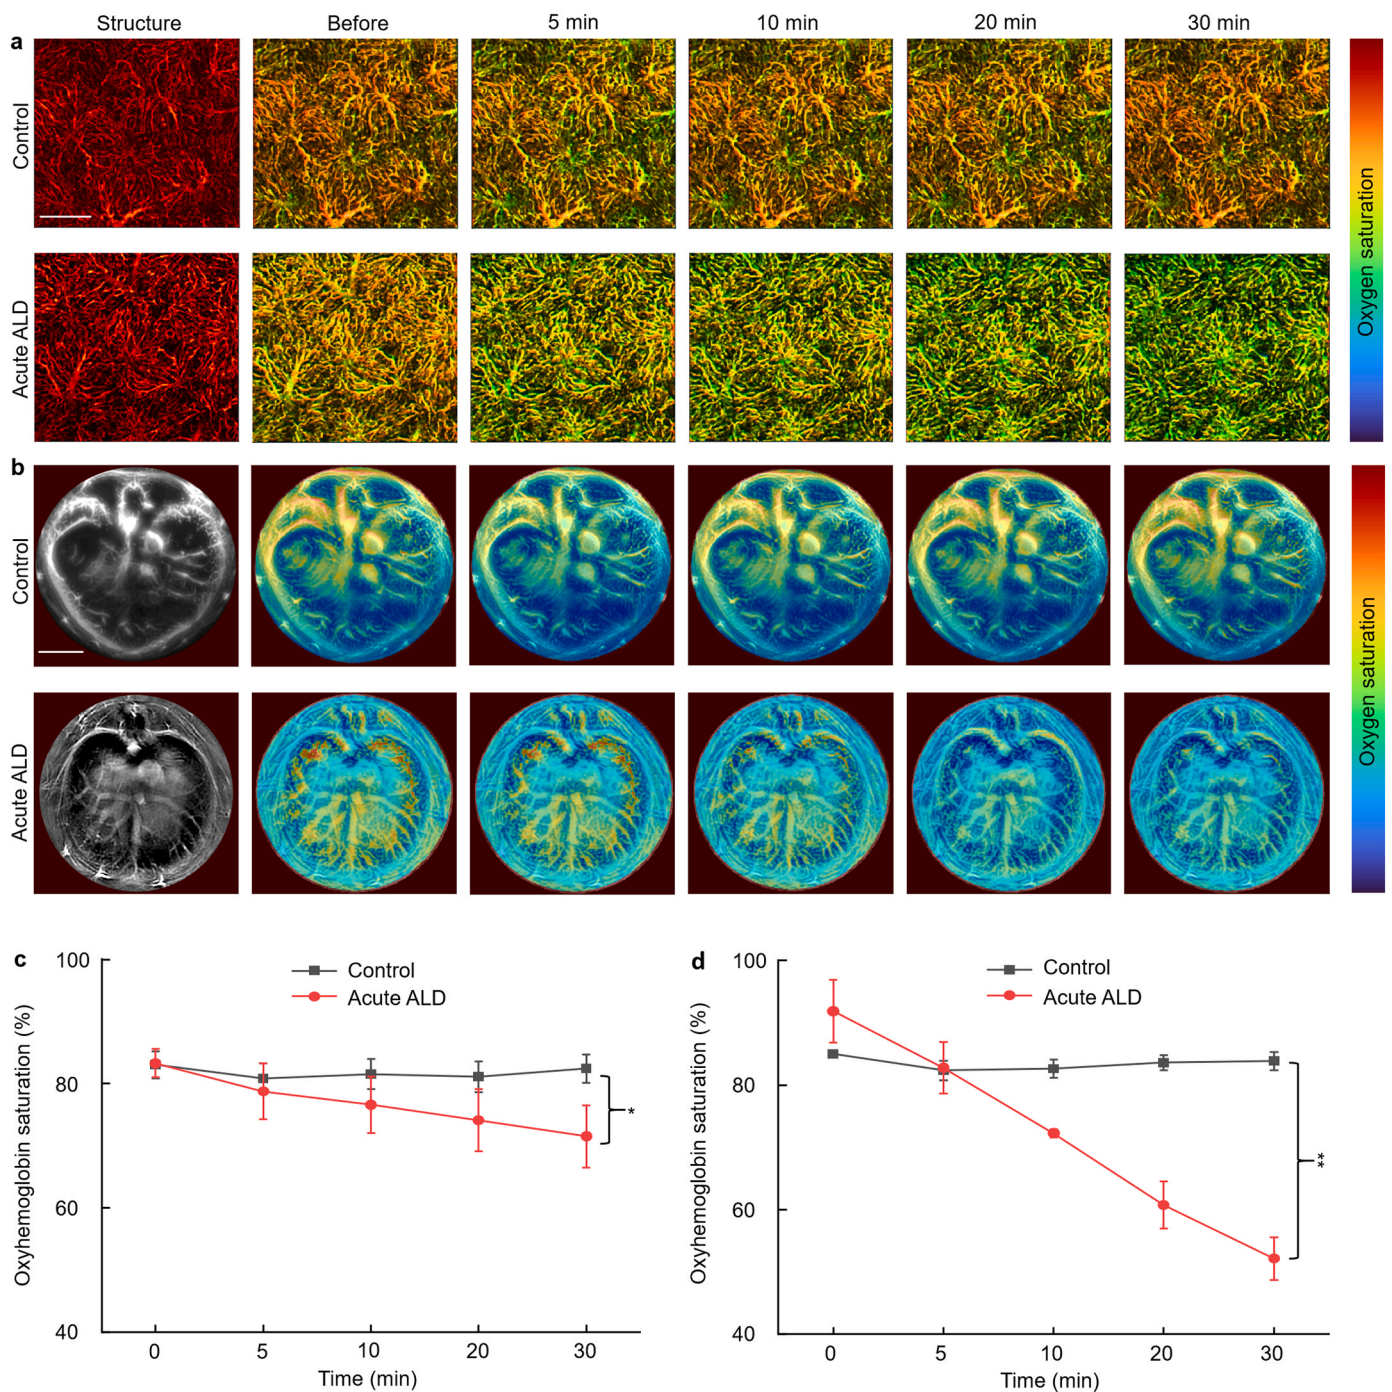 Structure Before 5 min 10 min 20 min 30 min
a
Control
Acute ALD
Oxygen saturation
b
Control
Acute ALD
Oxygen saturation
c
100
80
60
40
Oxyhemoglobin saturation (%)
Control
Acute ALD
*
0 5 10 20 30
Time (min)
d
100
80
60
40
Oxyhemoglobin saturation (%)
Control
Acute ALD
**
0 5 10 20 30
Time (min)